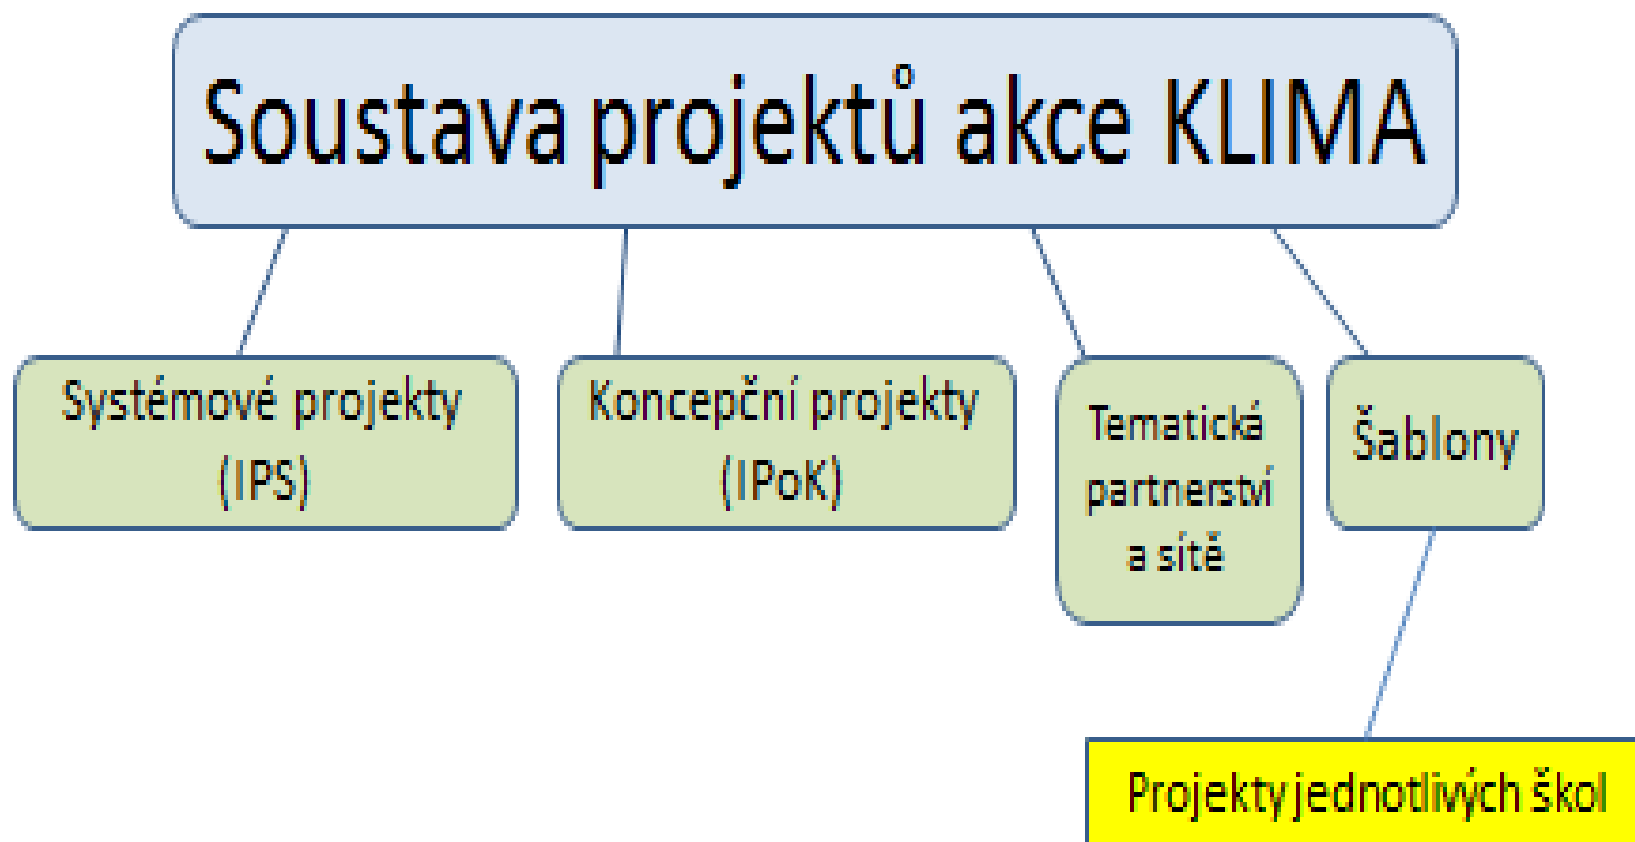 Soustava projektů akce KLIMA
Systémové projekty
(IPS)
Koncepční projekty
(IPoK)
Tematická
partnerství
a sítě
Šablony
Projekty jednotlivých škol